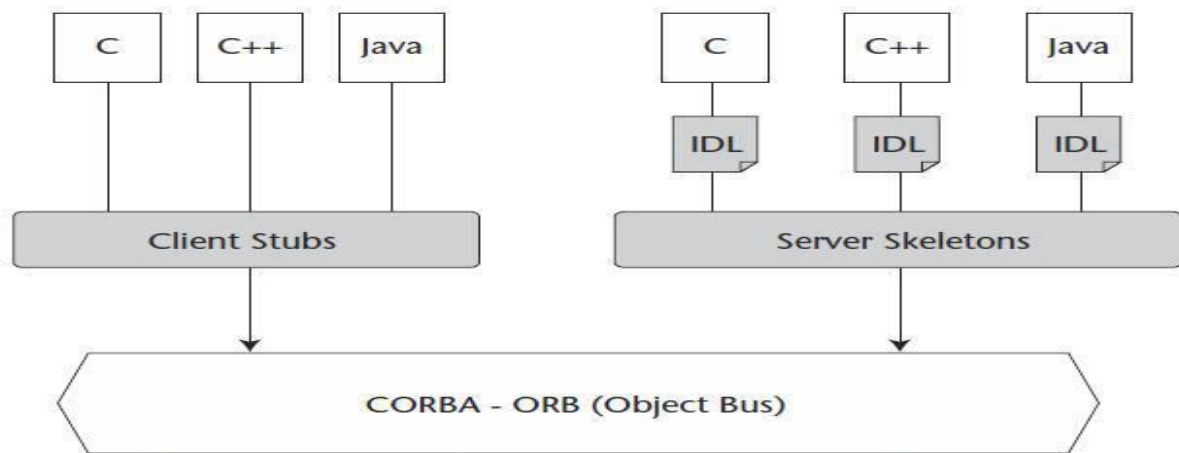 C C++ Java C C++ Java
IDL IDL IDL
Client Stubs Server Skeletons
CORBA - ORB (Object Bus)